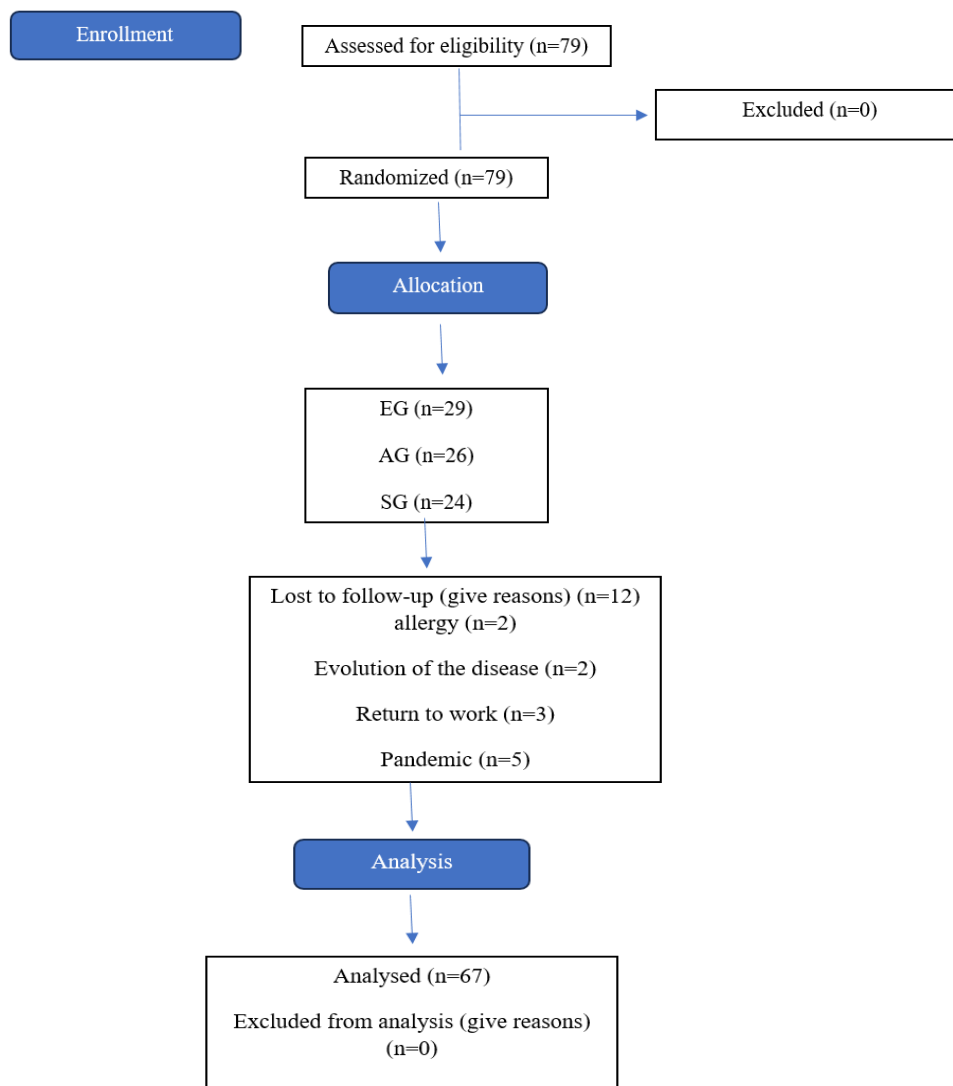 Enrollment
Assessed for eligibility (n=79)
Excluded (n=0)
Randomized (n=79)
Allocation
EG (n=29)
AG (n=26)
SG (n=24)
Lost to follow-up (give reasons) (n=12)
allergy (n=2)
Evolution of the disease (n=2)
Return to work (n=3)
Pandemic (n=5)
Analysis
Analysed (n=67)
Excluded from analysis (give reasons)
(n=0)